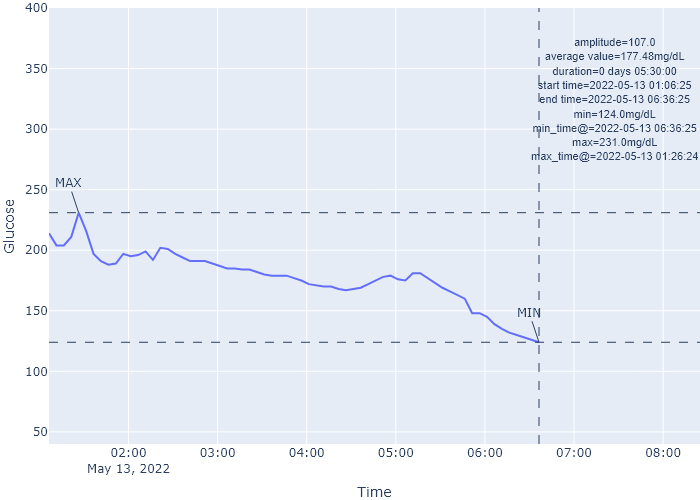 400
350
300
250
200
150
100
50
Glucose
MAX
MIN
amplitude=107.0
average value=177.48mg/dL
duration=0 days 05:30:00
start time=2022-05-13 01:06:25
end time=2022-05-13 06:36:25
min=124.0mg/dL
min_time@=2022-05-13 06:36:25
max=231.0mg/dL
max_time@=2022-05-13 01:26:24
02:00 03:00 04:00 05:00 06:00 07:00 08:00
May 13, 2022
Time